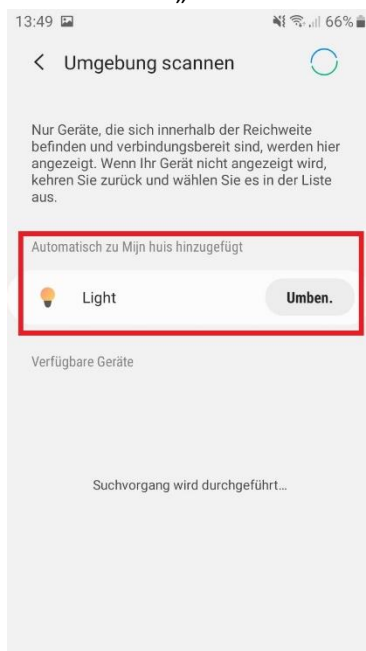 „
13:49 66%
Umgebung scannen
Nur Geräte, die sich innerhalb der Reichweite
befinden und verbindungsbereit sind, werden hier
angezeigt. Wenn Ihr Gerät nicht angezeigt wird,
kehren Sie zurück und wählen Sie es in der Liste
aus.
Automatisch zu Mijn huis hinzugefügt
Light Umben.
Verfügbare Geräte
Suchvorgang wird durchgeführt...